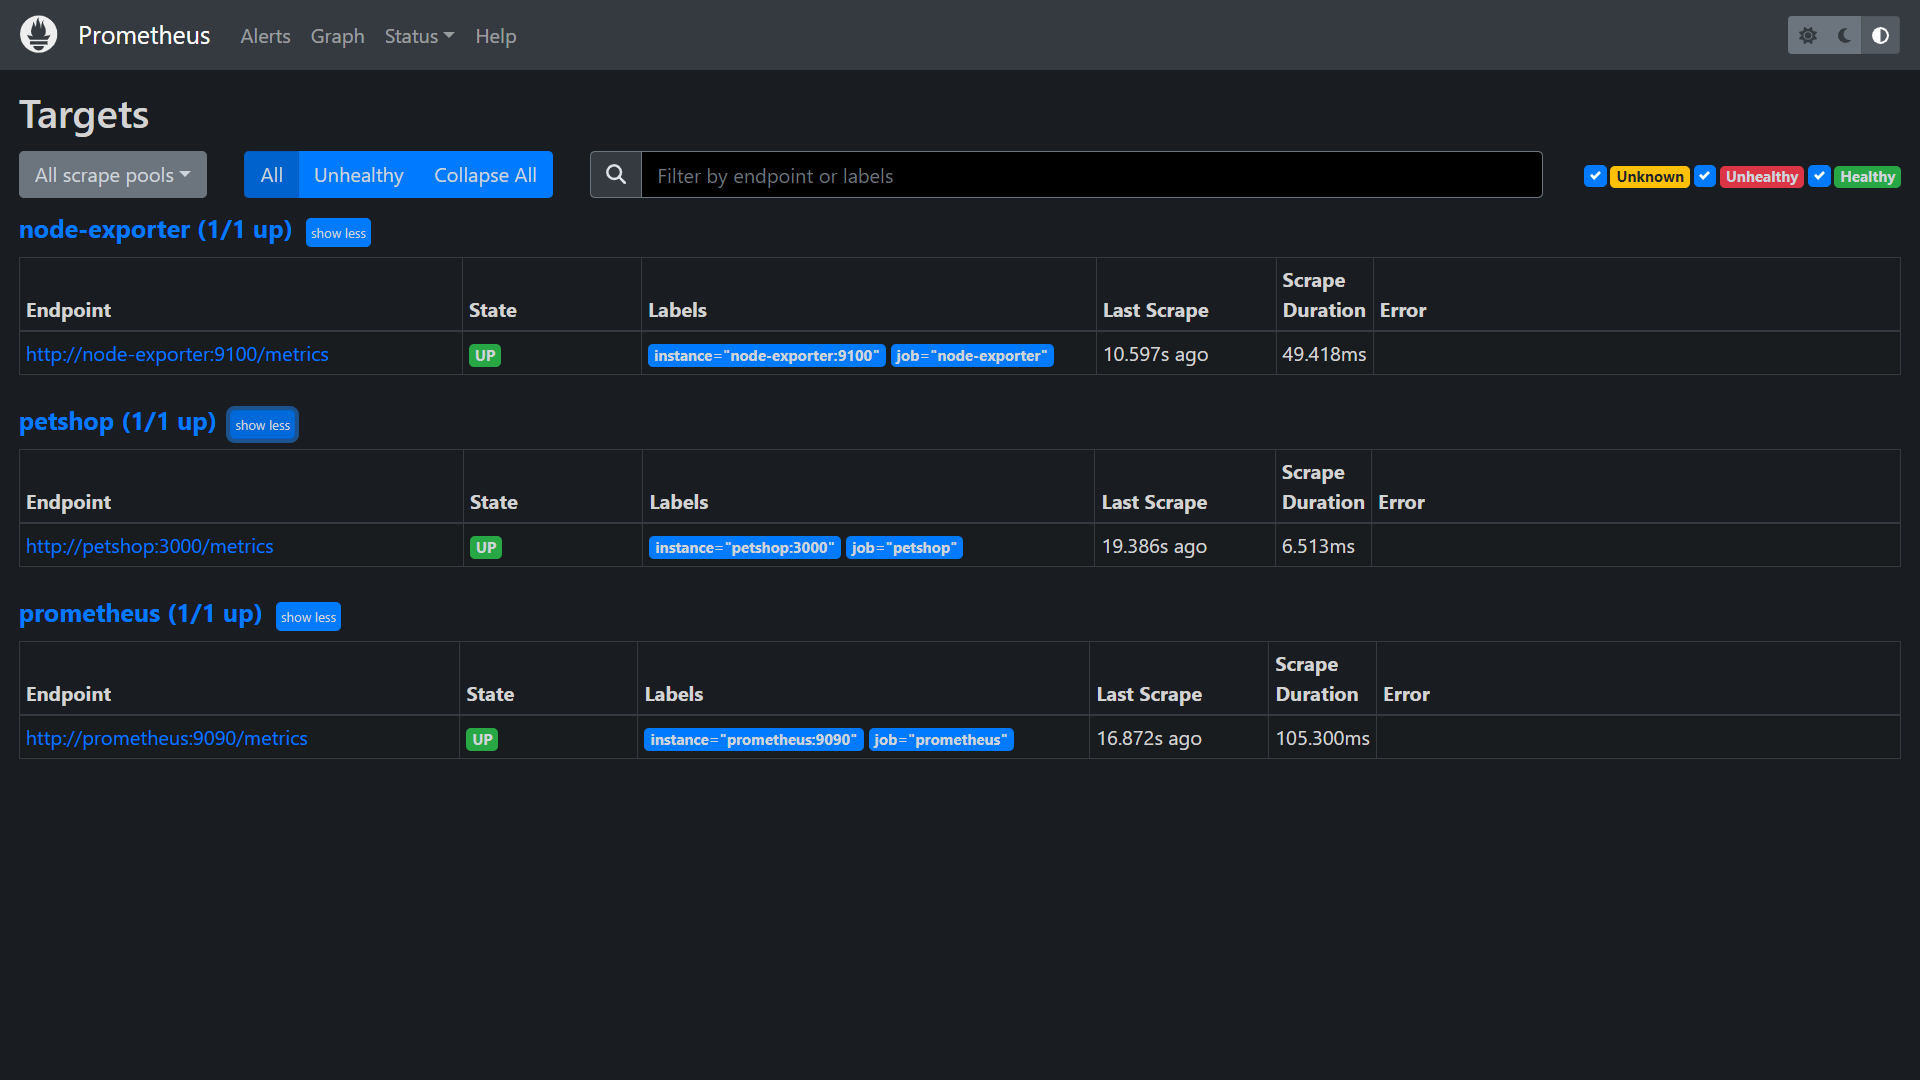 Prometheus Alerts Graph Status Help
Targets
All scrape pools All Unhealthy Collapse All Filter by endpoint or labels Unknown Unhealthy Healthy
node-exporter (1/1 up) show less
Endpoint State Labels Last Scrape Scrape Duration Error
http://node-exporter:9100/metrics UP instance="node-exporter:9100" job="node-exporter" 10.597s ago 49.418ms
petshop (1/1 up) show less
Endpoint State Labels Last Scrape Scrape Duration Error
http://petshop:3000/metrics UP instance="petshop:3000" job="petshop" 19.386s ago 6.513ms
prometheus (1/1 up) show less
Endpoint State Labels Last Scrape Scrape Duration Error
http://prometheus:9090/metrics UP instance="prometheus:9090" job="prometheus" 16.872s ago 105.300ms